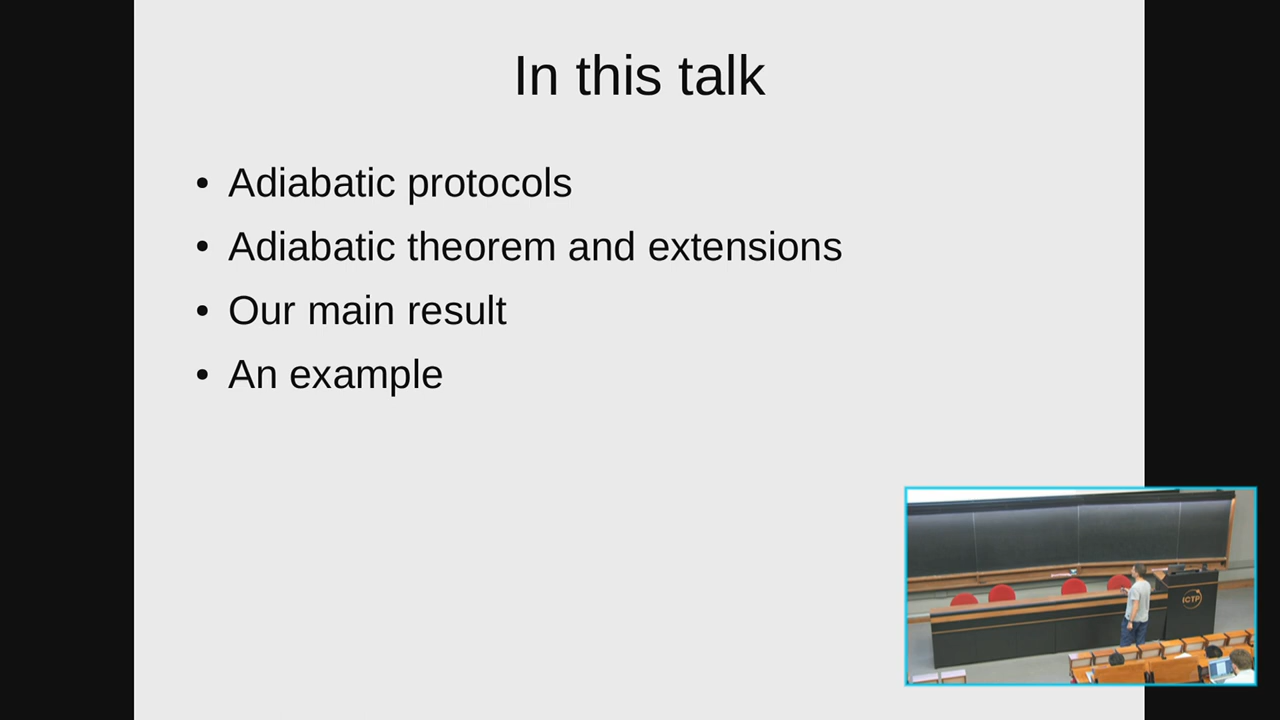 In this talk
• Adiabatic protocols
• Adiabatic theorem and extensions
• Our main result
• An example
ICTP